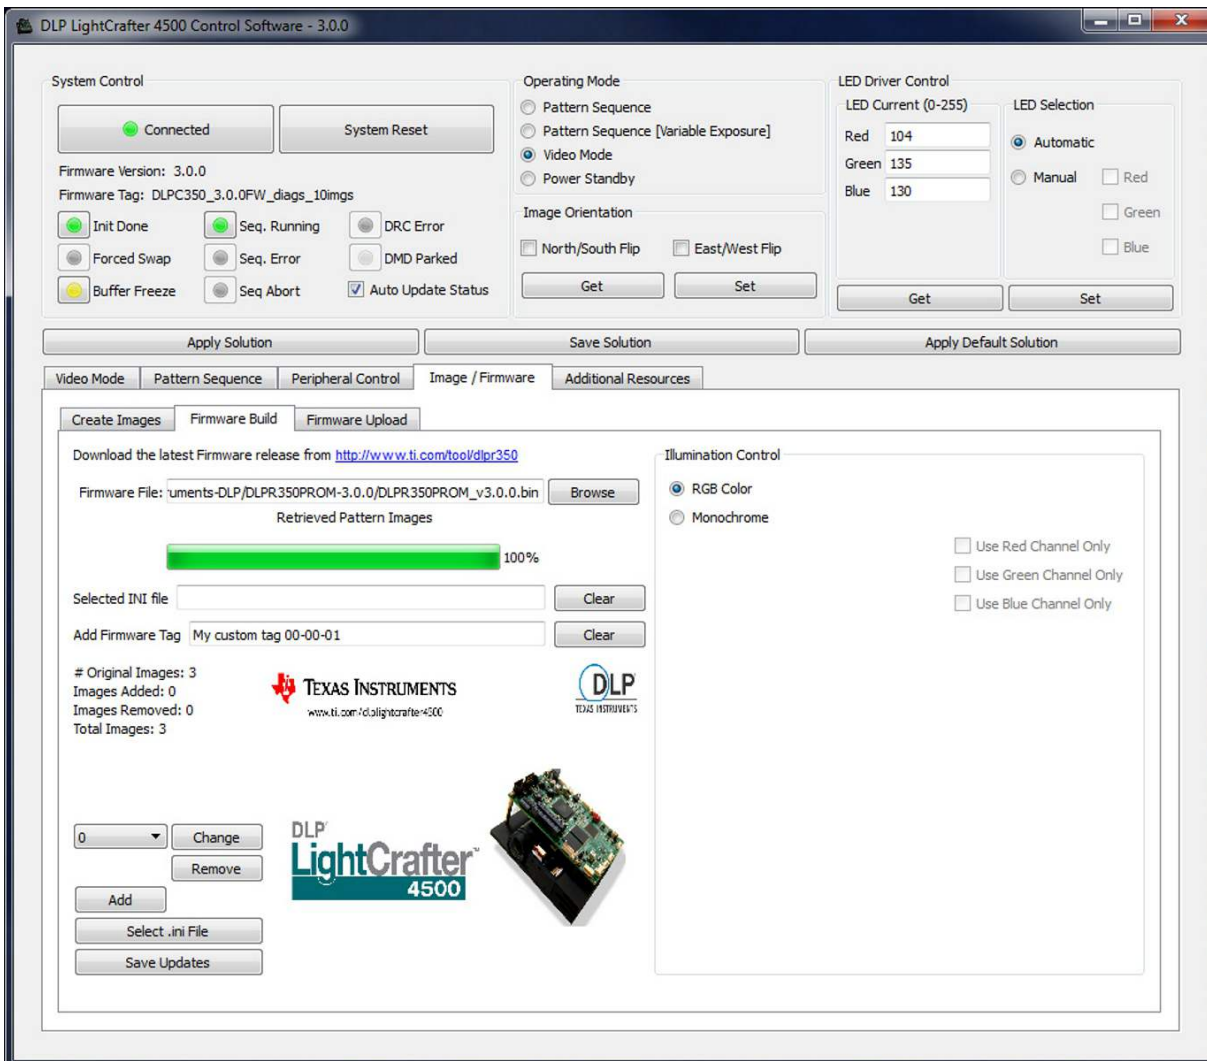 DLP LightCrafter 4500 Control Software - 3.0.0
System Control
Connected
System Reset
Firmware Version: 3.0.0
Firmware Tag: DLPC350_3.0.0FW_diags_10imgs
Init Done
Seq. Running
DRC Error
Forced Swap
Seq. Error
DMD Parked
Buffer Freeze
Seq Abort
Auto Update Status
Operating Mode
Pattern Sequence
Pattern Sequence [Variable Exposure]
Video Mode
Power Standby
Image Orientation
North/South Flip
East/West Flip
Get
Set
LED Driver Control
LED Current (0-255)
Red 104
Green 135
Blue 130
LED Selection
Automatic
Manual
Red
Green
Blue
Get
Set
Apply Solution
Save Solution
Apply Default Solution
Video Mode
Pattern Sequence
Peripheral Control
Image / Firmware
Additional Resources
Create Images
Firmware Build
Firmware Upload
Download the latest Firmware release from http://www.ti.com/tool/dlpr350
Firmware File: ruments-DLP/DLPR350PROM-3.0.0/DLPR350PROM_v3.0.0.bin Browse
Retrieved Pattern Images
100%
Selected INI file
Clear
Add Firmware Tag My custom tag 00-00-01
Clear
# Original Images: 3
Images Added: 0
Images Removed: 0
Total Images: 3
TEXAS INSTRUMENTS
www.ti.com/dlplightcrafter4500
DLP
TEXAS INSTRUMENTS
0
Change
Remove
Add
Select .ini File
Save Updates
DLP
LightCrafter™
4500
Illumination Control
RGB Color
Monochrome
Use Red Channel Only
Use Green Channel Only
Use Blue Channel Only